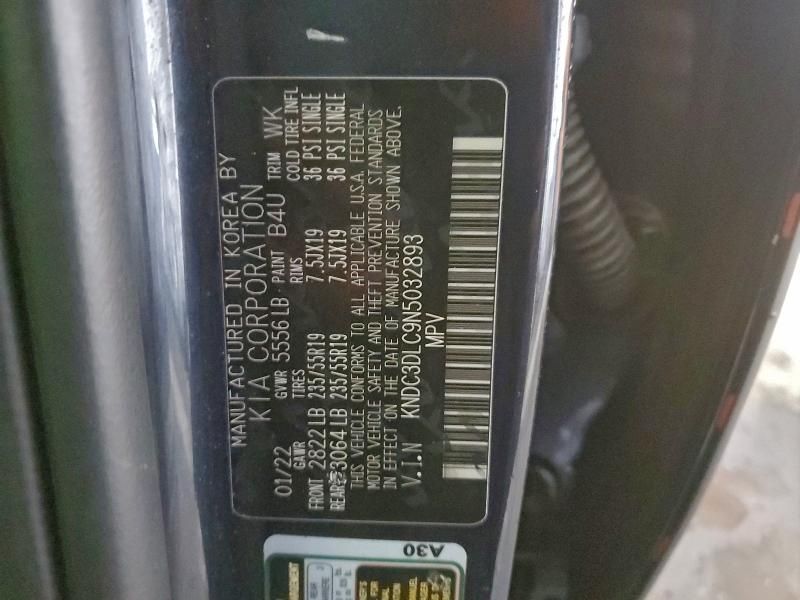 MANUFACTURED IN KOREA BY
KIA CORPORATION
01/22 GVWR 5556LB PAINT B4U TRIM WK
GAWR TIRES RIMS COLD TIRE INFL
FRONT 2822LB 235/55R19 7.5JX19 36 PSI SINGLE
REAR 3064LB 235/55R19 7.5JX19 36 PSI SINGLE
THIS VEHICLE CONFORMS TO ALL APPLICABLE U.S.A. FEDERAL
MOTOR VEHICLE SAFETY AND THEFT PREVENTION STANDARDS
IN EFFECT ON THE DATE OF MANUFACTURE SHOWN ABOVE.
V.I.N KNDC3DLC9N5032893
MPV
A30